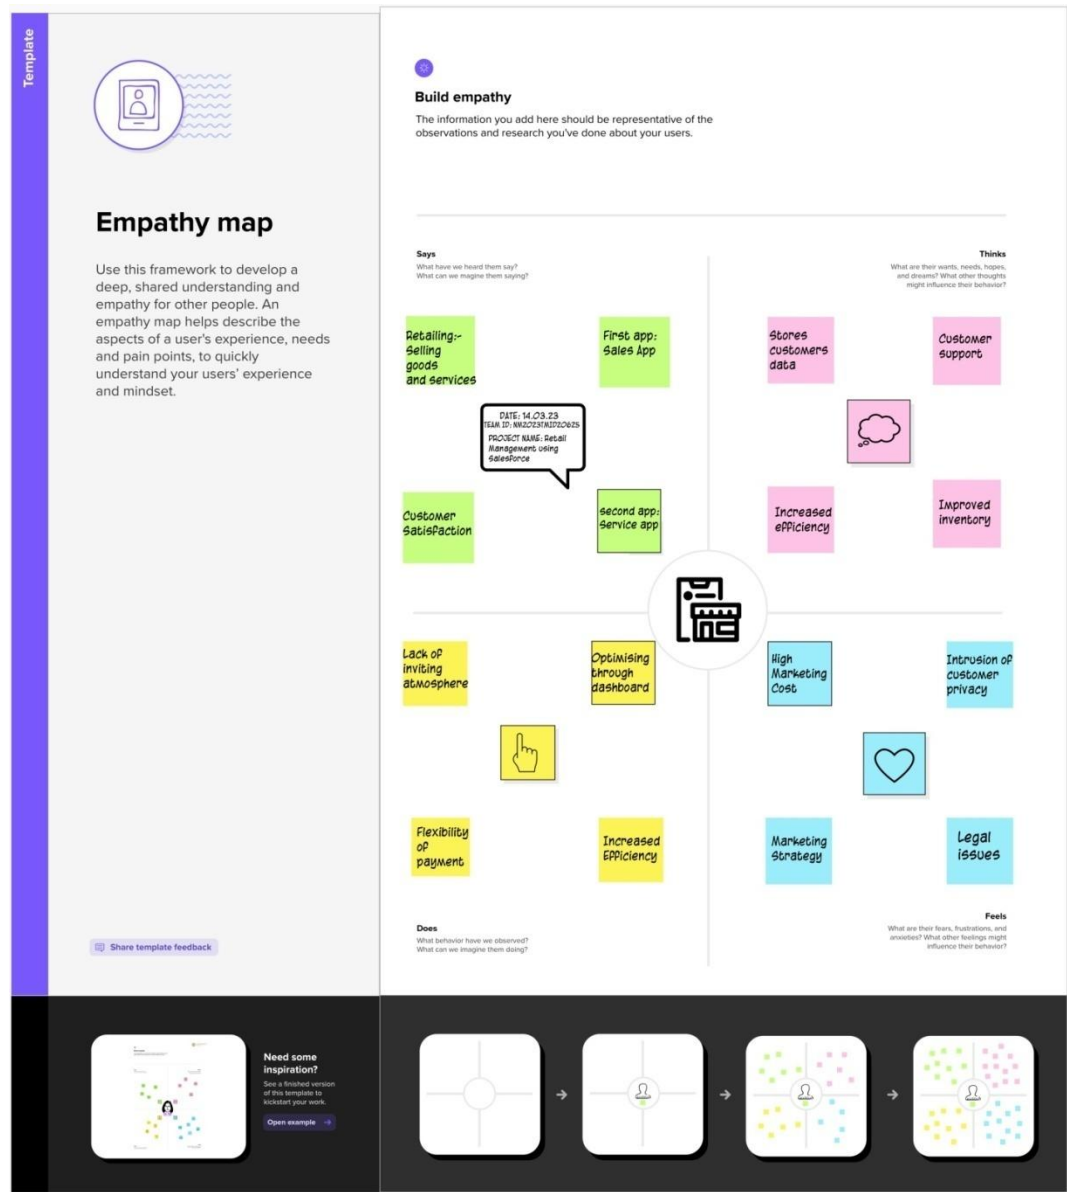 Template
Empathy map
Use this framework to develop a
deep, shared understanding and
empathy for other people. An
empathy map helps describe the
aspects of a user's experience, needs
and pain points, to quickly
understand your users' experience
and mindset.
Share template feedback
Build empathy
The information you add here should be representative of the
observations and research you've done about your users.
Says
What have we heard them say?
What can we magine them saying?
Thinks
What are their wants, needs, hopes,
and dreams? What other thoughts
might influence their behavior?
Retailing:-
Selling
goods
and services
First app:
Sales App
DATE: 14.03.23
TEAM ID: NM2023TMID20625
PROJECT NAME: Retail
Management using
Salesforce
Customer
Satisfaction
second app:
Service app
Stores
customers
data
Customer
support
Increased
efficiency
Improved
inventory
Lack of
inviting
atmosphere
Optimising
through
dashboard
Flexibility
of
payment
Increased
Efficiency
High
Marketing
Cost
Intrusion of
customer
privacy
Marketing
Strategy
Legal
issues
Does
What behavior have we observed?
What can we imagine them doing?
Feels
What are their fears, frustrations, and
anxieties? What other feelings might
influence their behavior?
Need some
inspiration?
See a finished version
of this template to
kickstart your work.
Open example